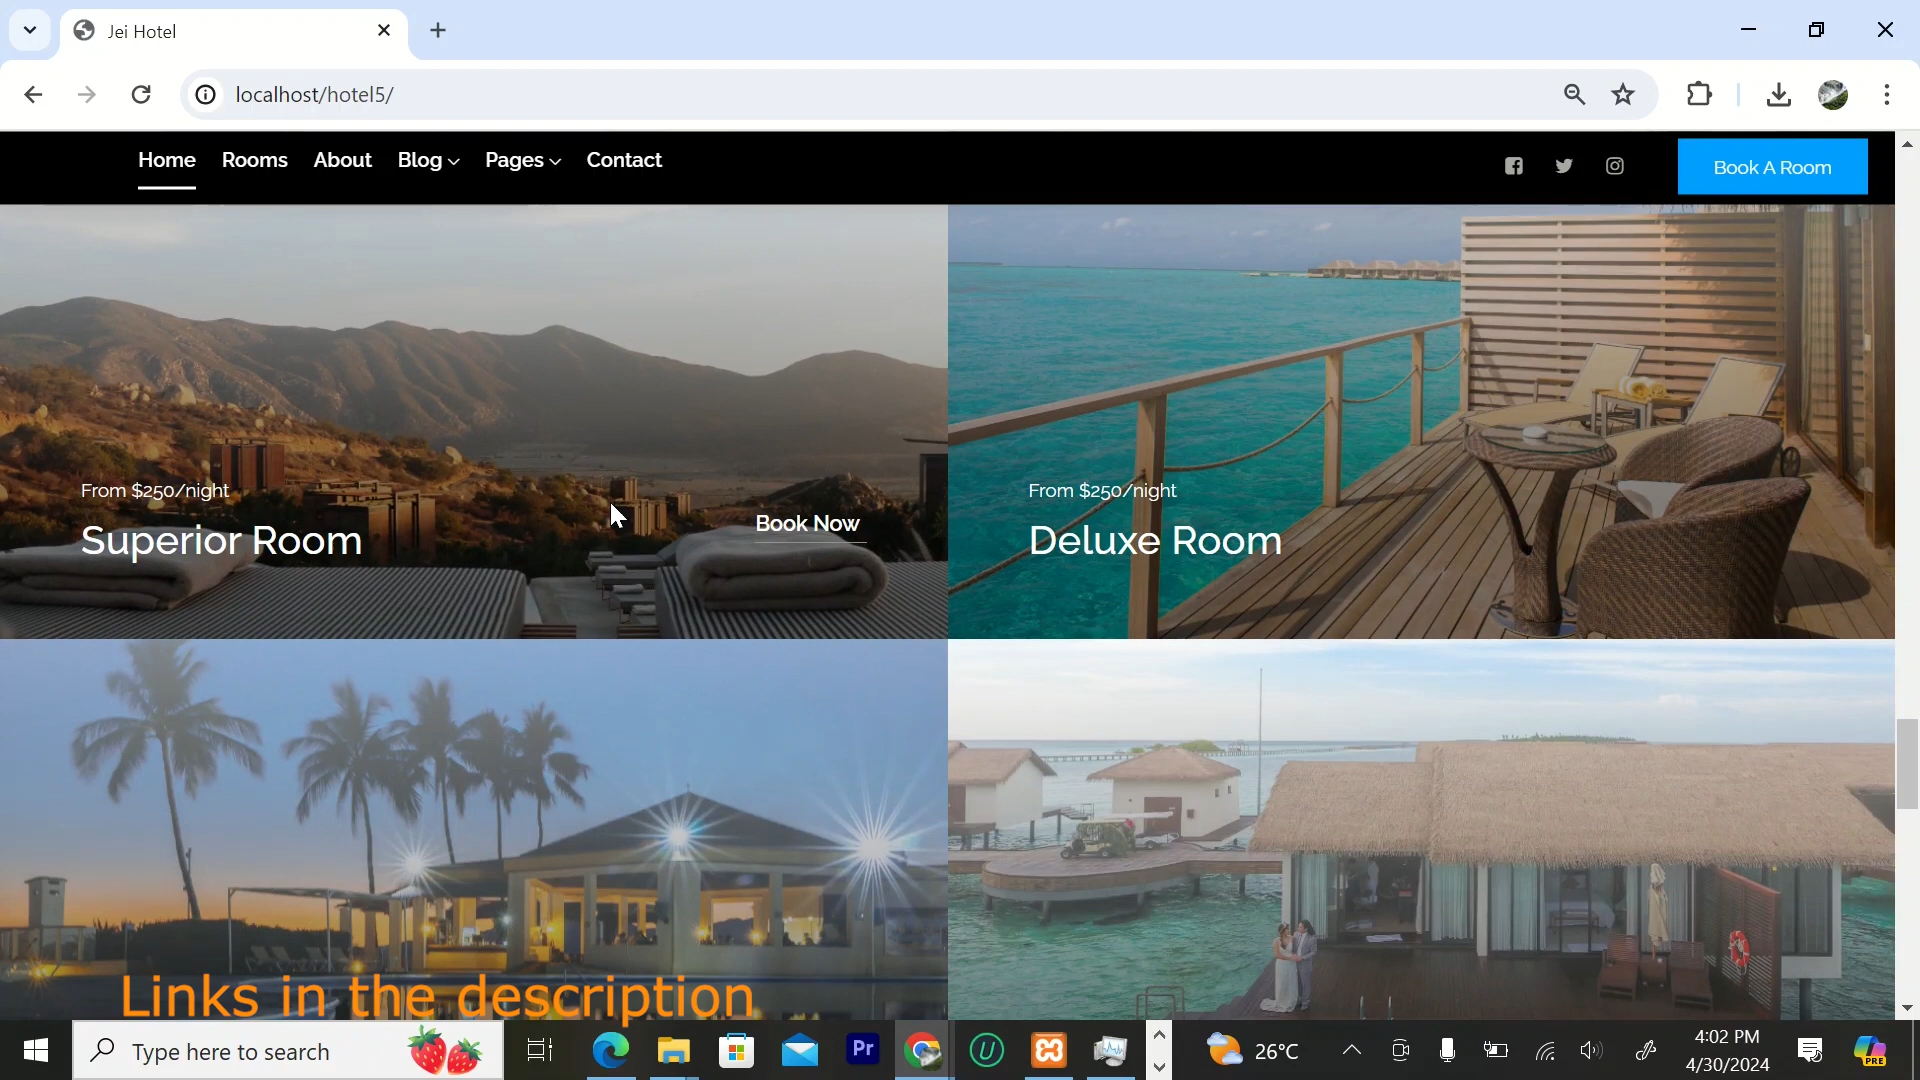 Jei Hotel
localhost/hotel5/
Home Rooms About Blog Pages Contact
Book A Room
From $250/night
Superior Room
Book Now
From $250/night
Deluxe Room
Links in the description
Type here to search
Pr
26°C
4:02 PM
4/30/2024
PRE